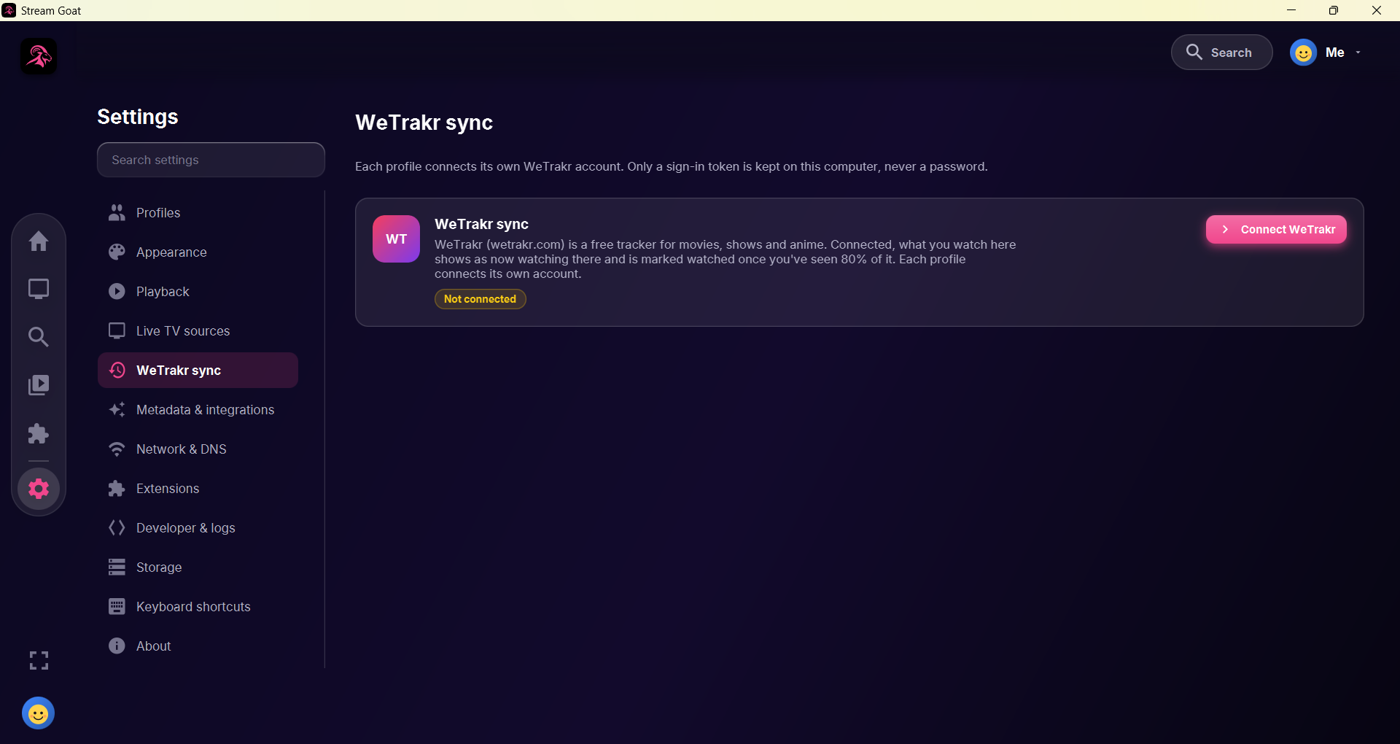 Stream Goat
Search
Me
Settings
Search settings
Profiles
Appearance
Playback
Live TV sources
WeTrakr sync
Metadata & integrations
Network & DNS
Extensions
Developer & logs
Storage
Keyboard shortcuts
About
WeTrakr sync
Each profile connects its own WeTrakr account. Only a sign-in token is kept on this computer, never a password.
WT
WeTrakr sync
WeTrakr (wetrakr.com) is a free tracker for movies, shows and anime. Connected, what you watch here
shows as now watching there and is marked watched once you've seen 80% of it. Each profile
connects its own account.
Not connected
Connect WeTrakr